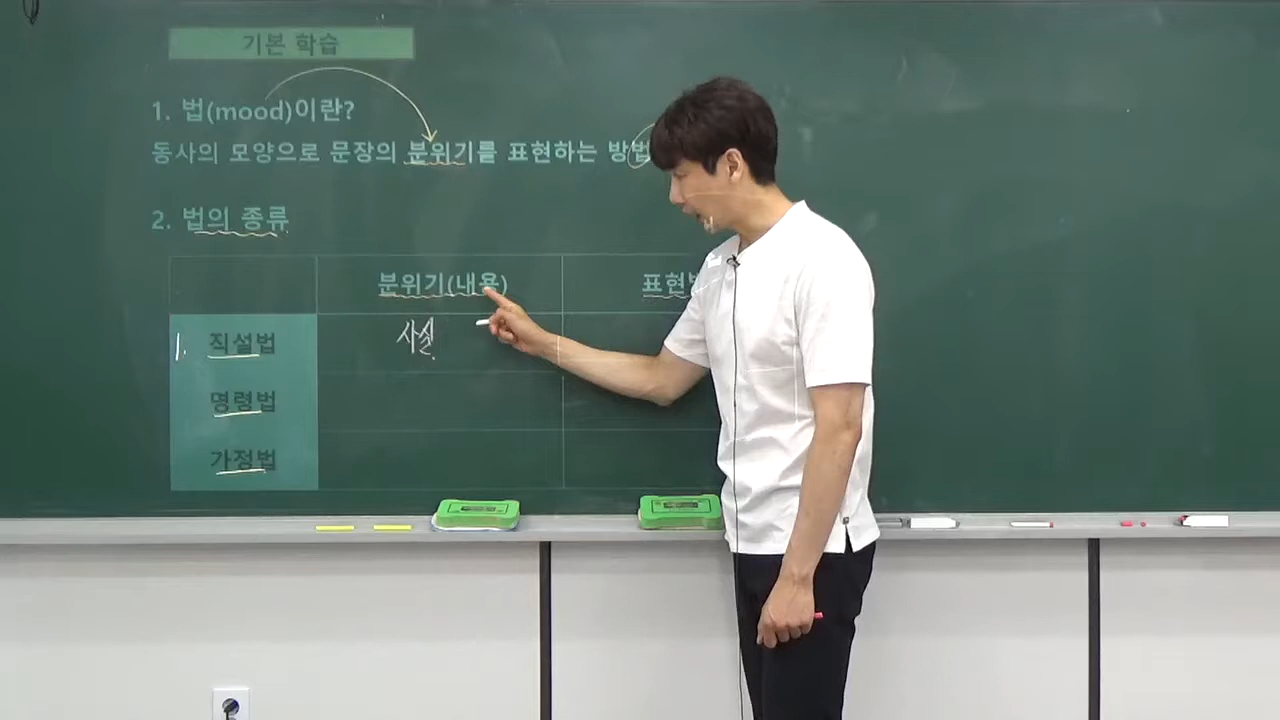 기본 학습
1. 법(mood)이란?
동사의 모양으로 문장의 분위기를 표현하는 방법
2. 법의 종류
분위기(내용) 표현
1. 직설법 사실.
명령법
가정법